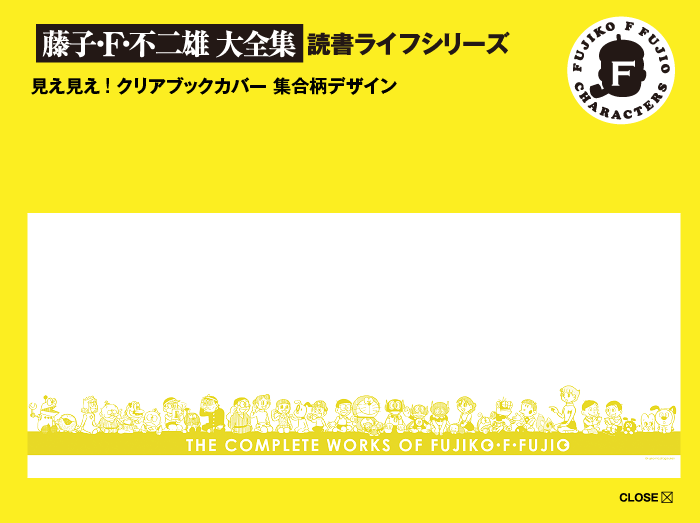 藤子・F・不二雄 大全集 読書ライフシリーズ
見え見え！クリアブックカバー 集合柄デザイン
FUJIKO F FUJIO
F
CHARACTERS
THE COMPLETE WORKS OF FUJIKO・F・FUJIO
CLOSE